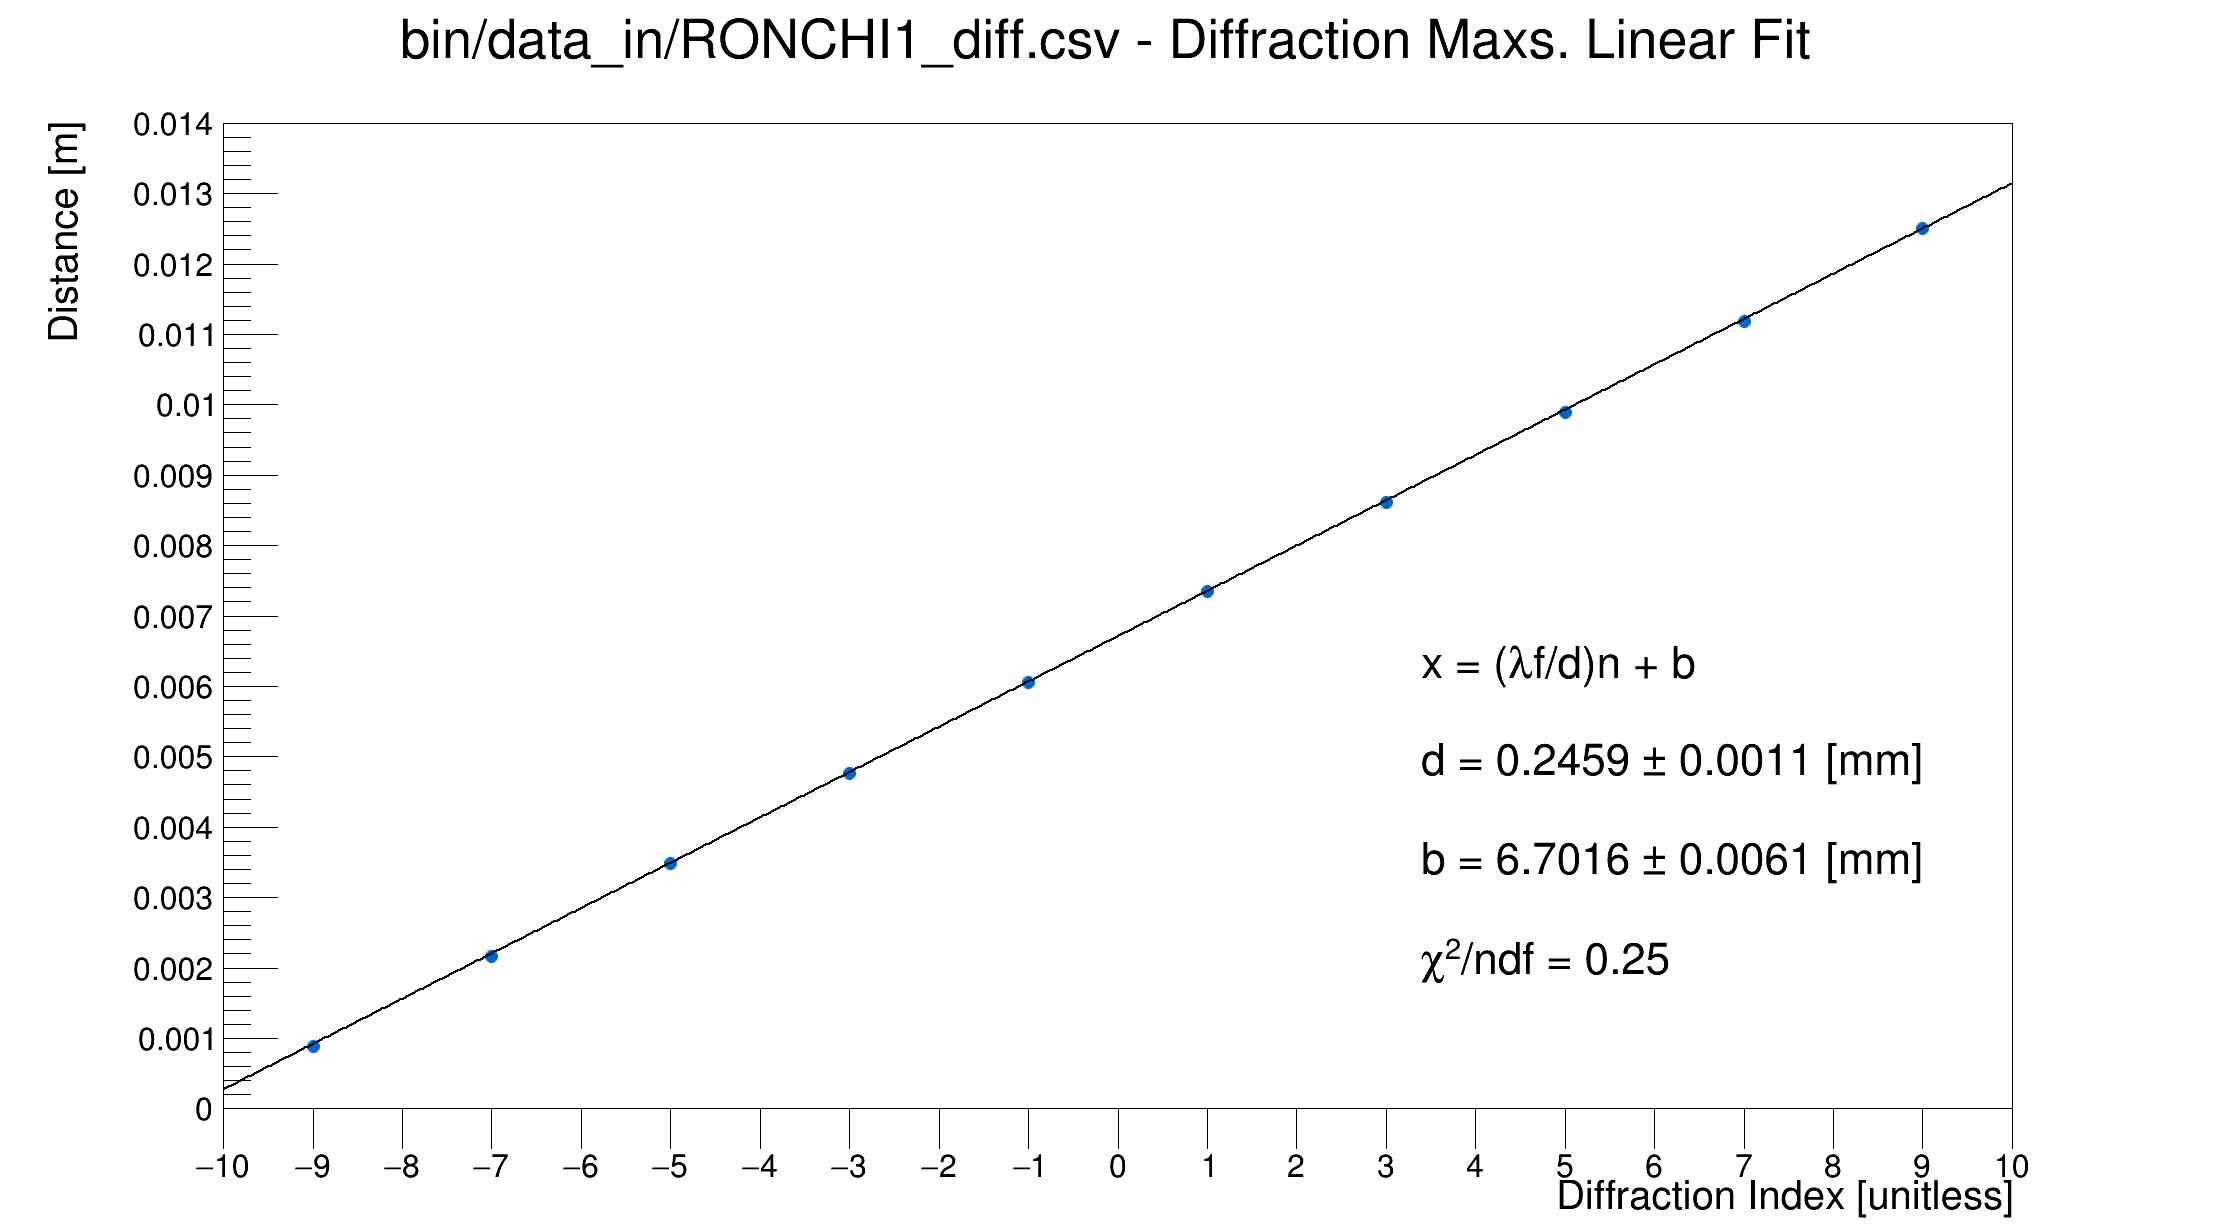 bin/data_in/RONCHI1_diff.csv - Diffraction Maxs. Linear Fit
Distance [m]
0.014
0.013
0.012
0.011
0.01
0.009
0.008
0.007
0.006
0.005
0.004
0.003
0.002
0.001
0
x = (λf/d)n + b
d = 0.2459 ± 0.0011 [mm]
b = 6.7016 ± 0.0061 [mm]
χ²/ndf = 0.25
−10 −9 −8 −7 −6 −5 −4 −3 −2 −1 0 1 2 3 4 5 6 7 8 9 10
Diffraction Index [unitless]